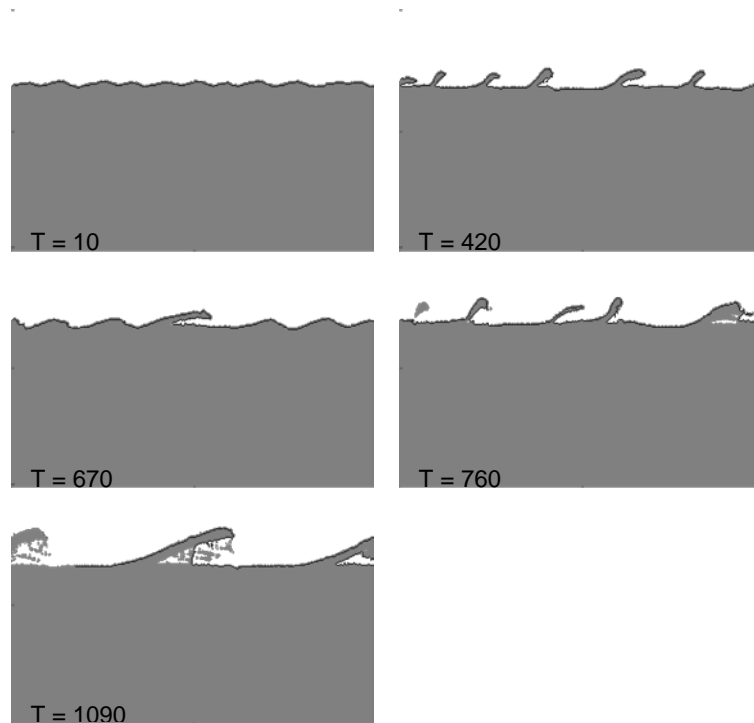 T = 10
T = 420
T = 670
T = 760
T = 1090